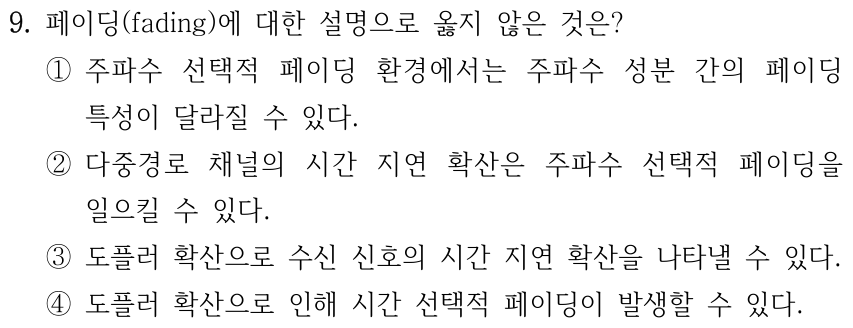 9. 페이딩(fading)에 대한 설명으로 옳지 않은 것은?
① 주파수 선택적 페이딩 환경에서는 주파수 성분 간의 페이딩
특성이 달라질 수 있다.
② 다중경로 채널의 시간 지연 확산은 주파수 선택적 페이딩을
일으킬 수 있다.
③ 도플러 확산으로 수신 신호의 시간 지연 확산을 나타낼 수 있다.
④ 도플러 확산으로 인해 시간 선택적 페이딩이 발생할 수 있다.